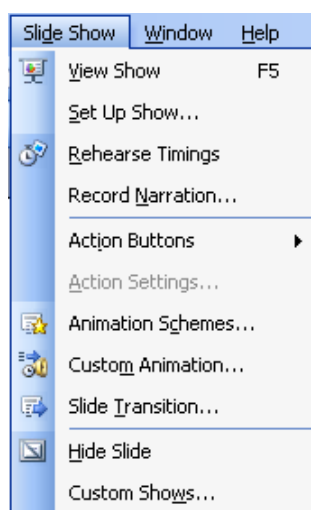 Slide Show Window Help
View Show F5
Set Up Show...
Rehearse Timings
Record Narration...
Action Buttons
Action Settings...
Animation Schemes...
Custom Animation...
Slide Transition...
Hide Slide
Custom Shows...